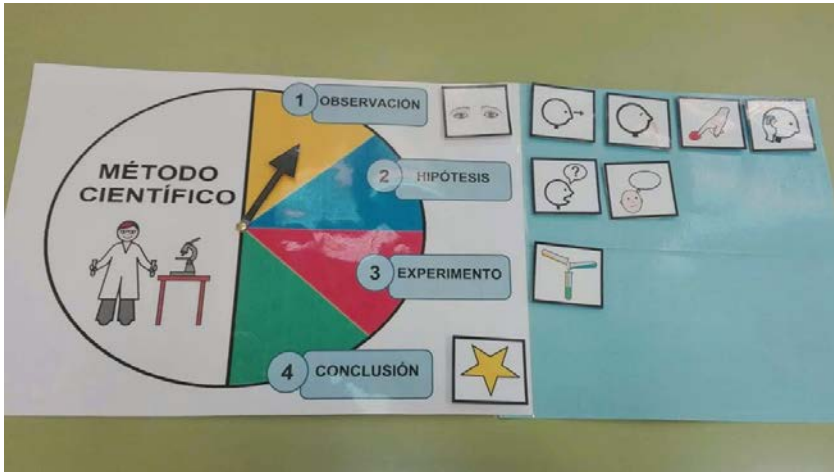 MÉTODO
CIENTÍFICO
1 OBSERVACIÓN
2 HIPÓTESIS
3 EXPERIMENTO
4 CONCLUSIÓN
?